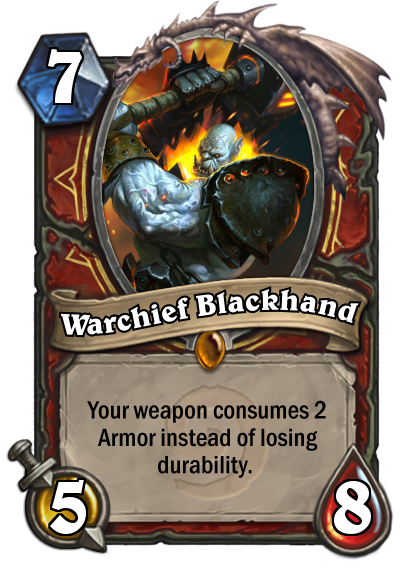 7
Warchief Blackhand
Your weapon consumes 2
Armor instead of losing
durability.
5
8